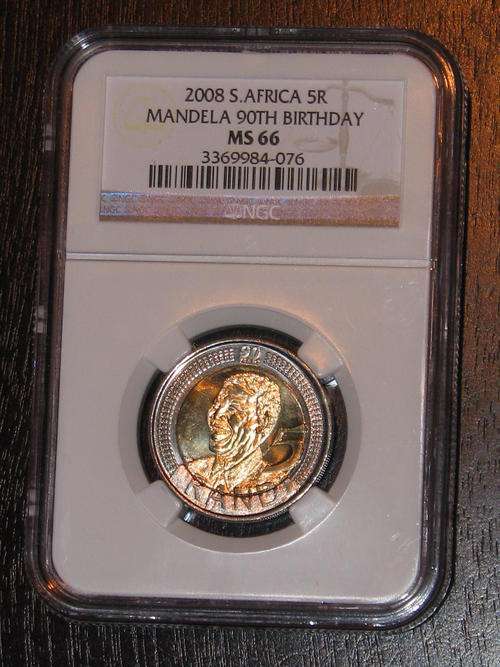 2008 S.AFRICA 5R
MANDELA 90TH BIRTHDAY
MS 66
3369984-076
NGC